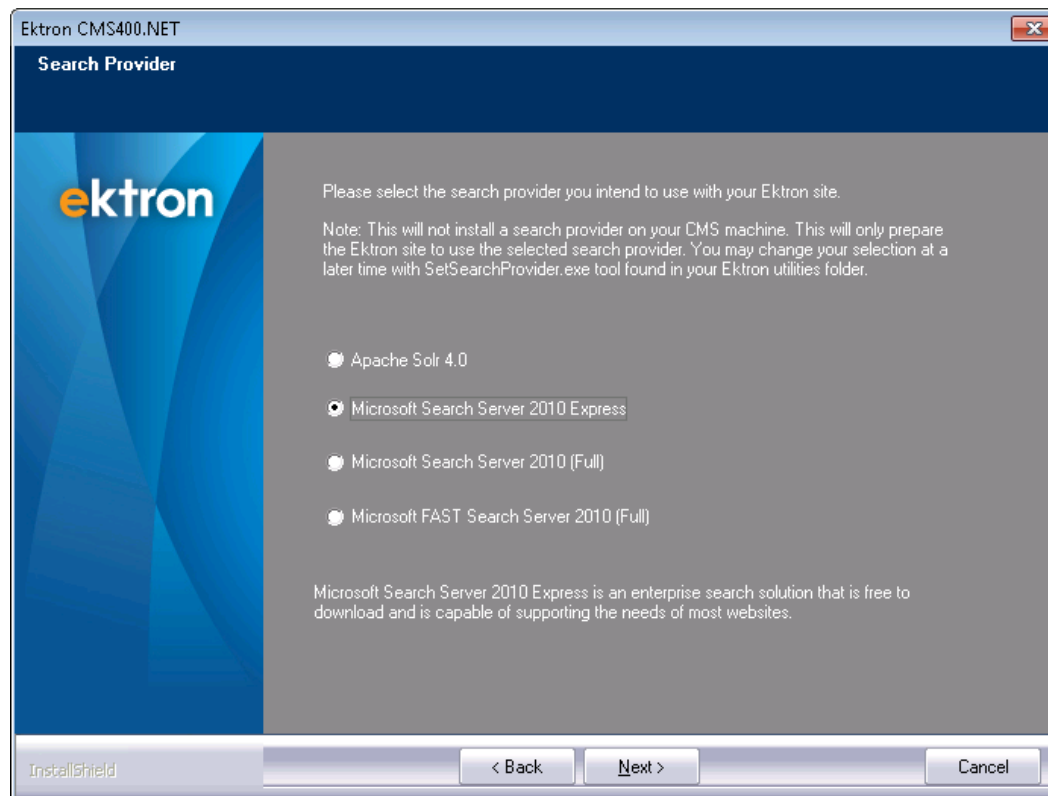 Ektron CMS400.NET
Search Provider
ektron
Please select the search provider you intend to use with your Ektron site.
Note: This will not install a search provider on your CMS machine. This will only prepare
the Ektron site to use the selected search provider. You may change your selection at a
later time with SetSearchProvider.exe tool found in your Ektron utilities folder.
Apache Solr 4.0
Microsoft Search Server 2010 Express
Microsoft Search Server 2010 (Full)
Microsoft FAST Search Server 2010 (Full)
Microsoft Search Server 2010 Express is an enterprise search solution that is free to
download and is capable of supporting the needs of most websites.
InstallShield
< Back
Next >
Cancel